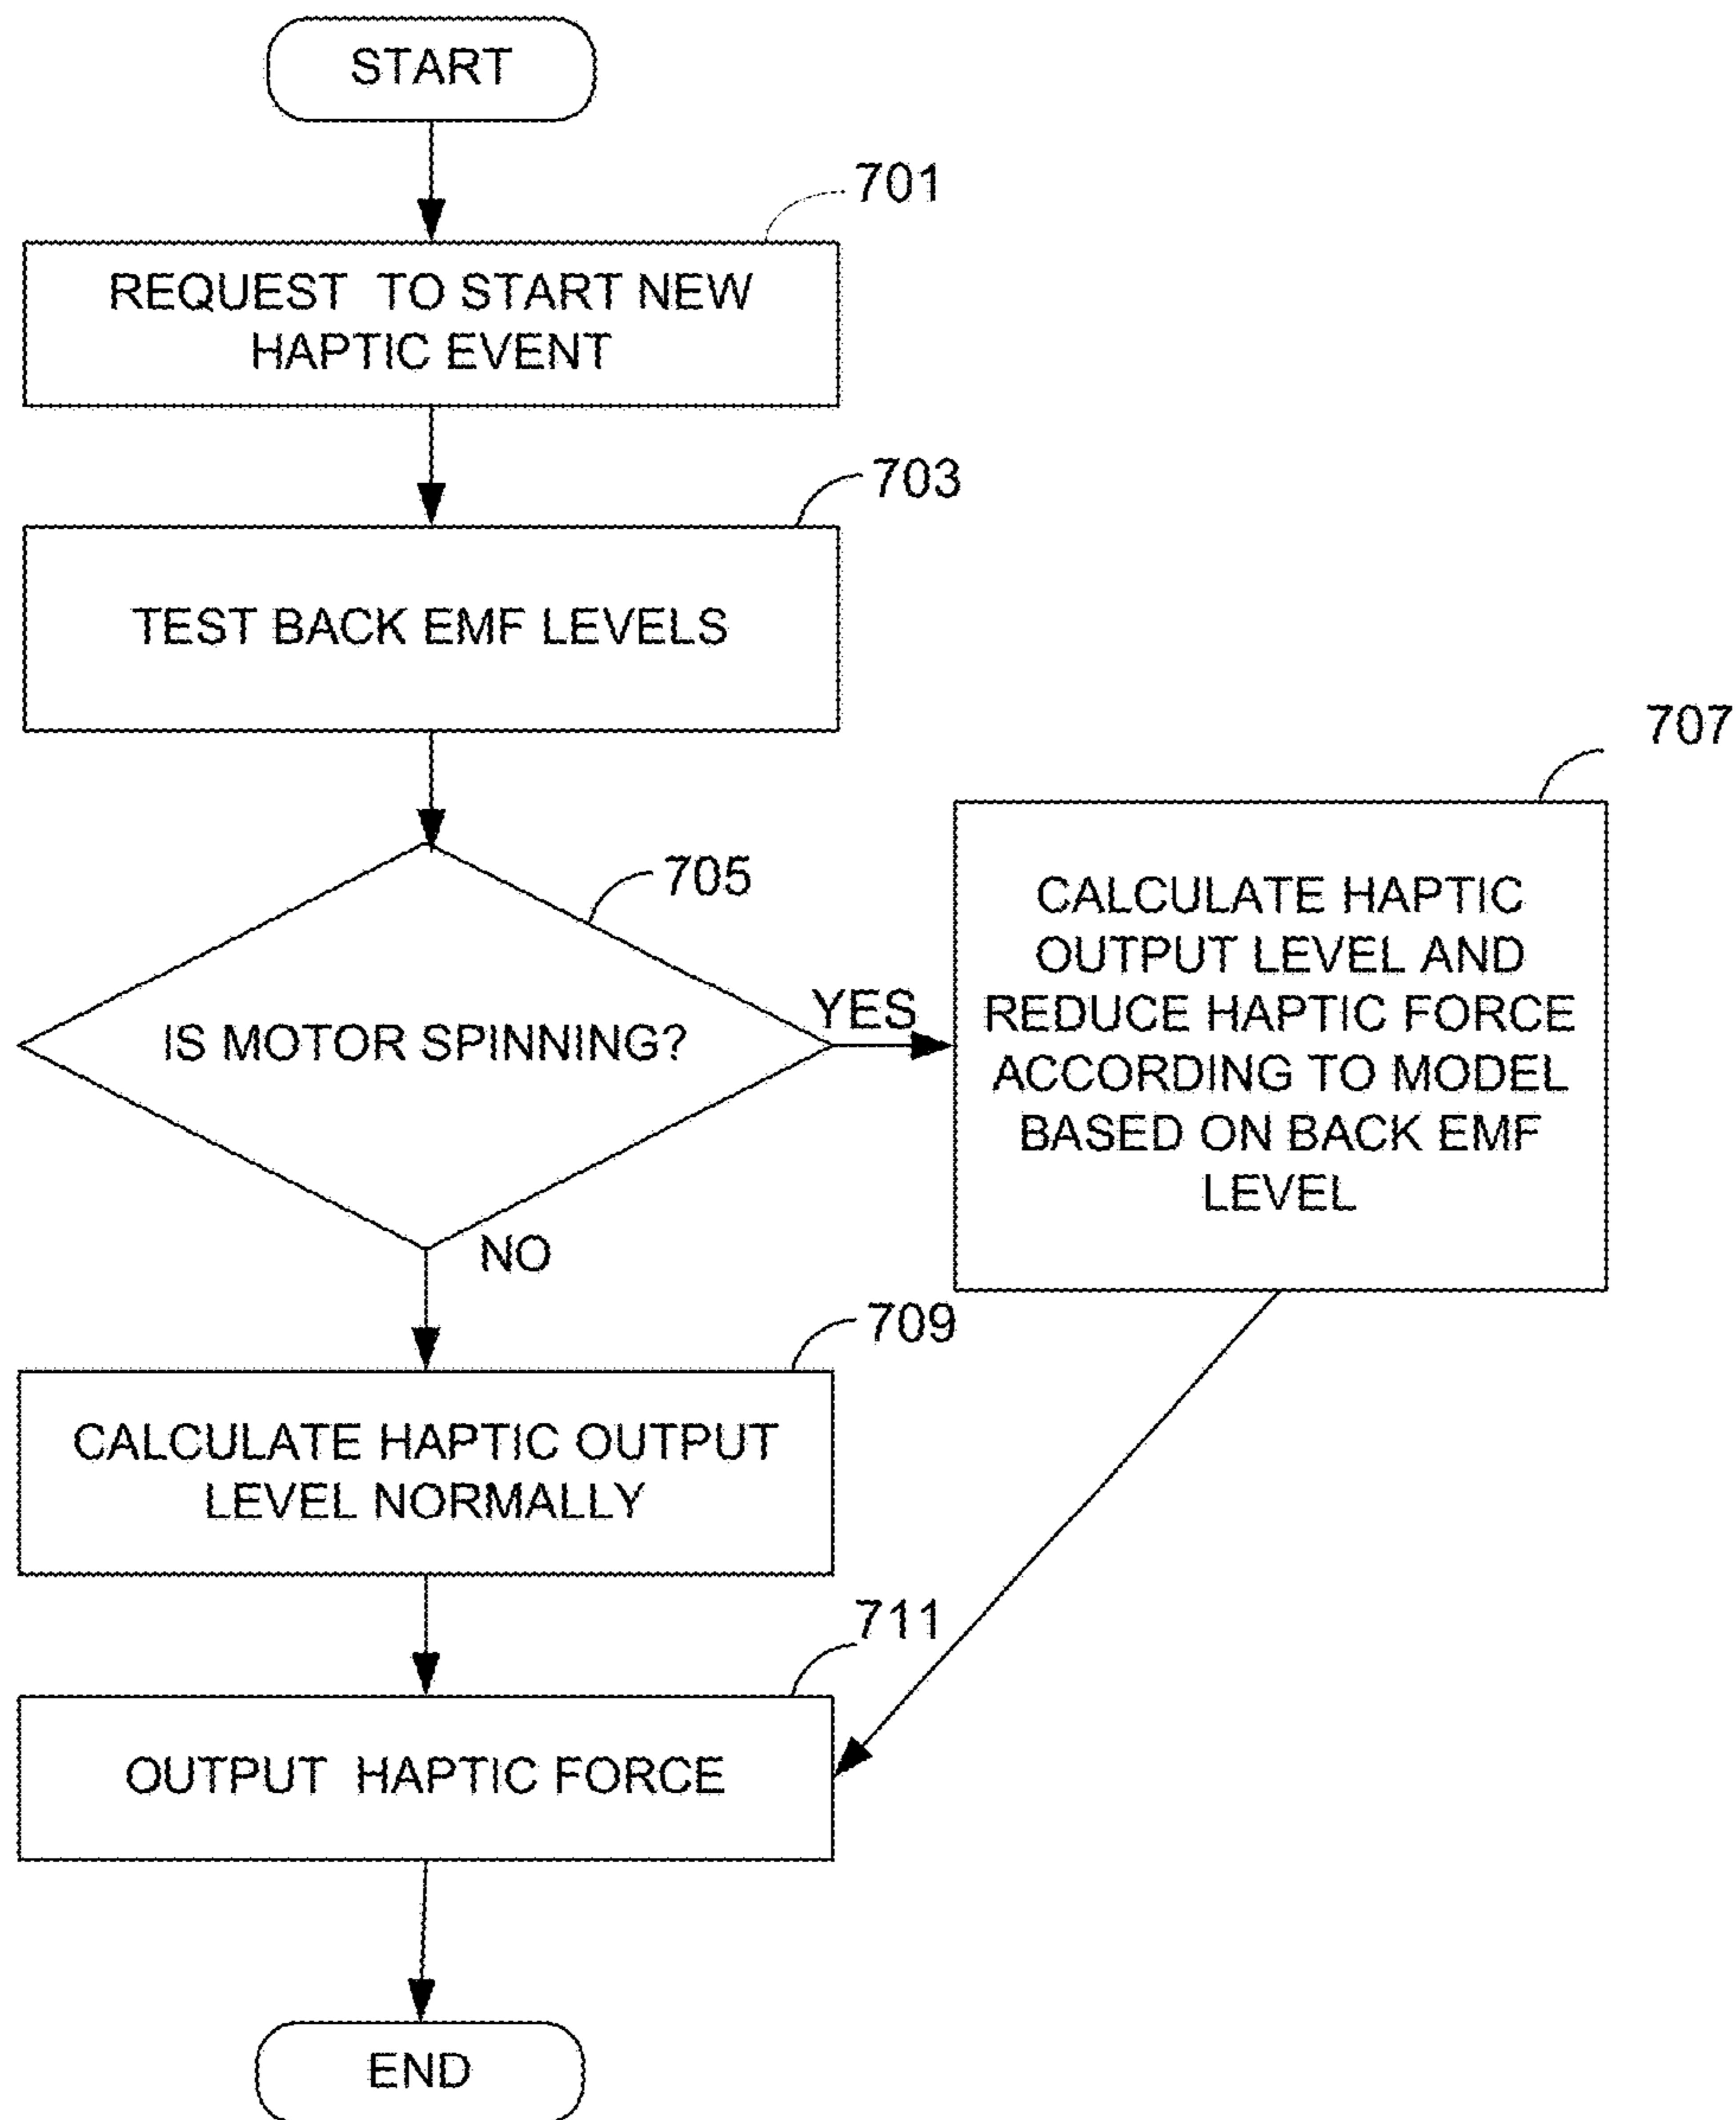 START
701
REQUEST TO START NEW
HAPTIC EVENT
703
TEST BACK EMF LEVELS
705
IS MOTOR SPINNING?
YES
NO
707
CALCULATE HAPTIC
OUTPUT LEVEL AND
REDUCE HAPTIC FORCE
ACCORDING TO MODEL
BASED ON BACK EMF
LEVEL
709
CALCULATE HAPTIC OUTPUT
LEVEL NORMALLY
711
OUTPUT HAPTIC FORCE
END